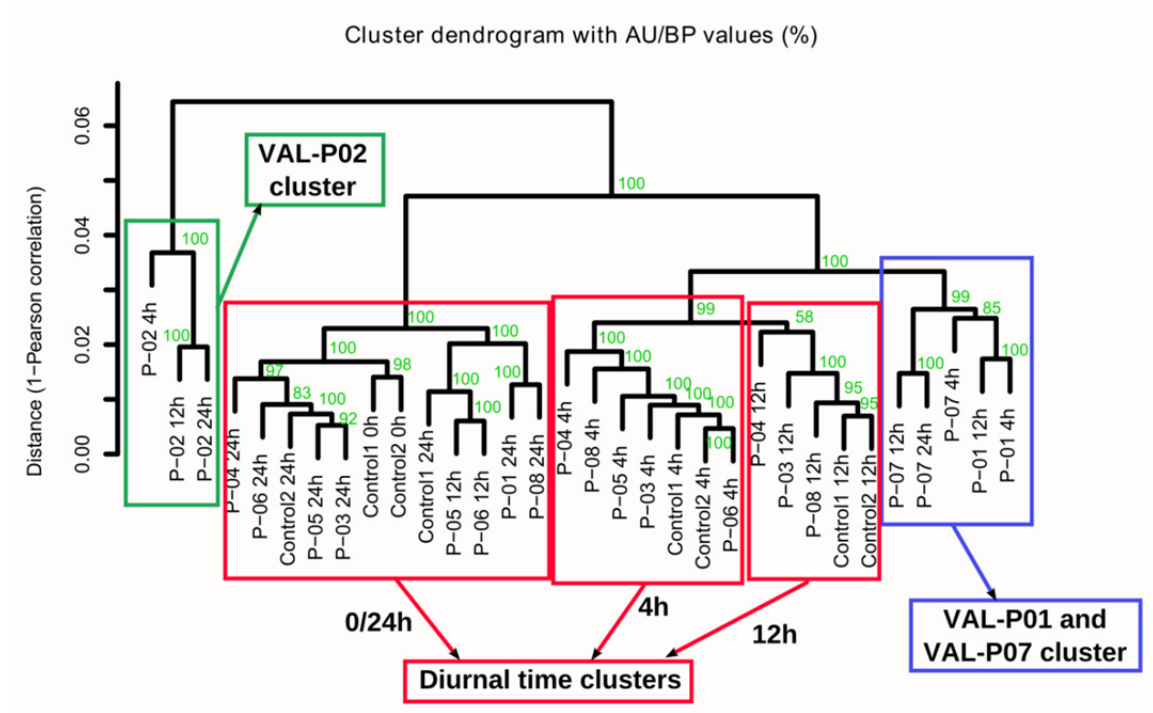 Cluster dendrogram with AU/BP values (%)
Distance (1−Pearson correlation)
0.06
0.04
0.02
0.00
VAL-P02
cluster
100
100
100
100
99
85
100
100
100
97
83
100
92
98
100
100
100
100
99
100
100
100
100
100
100
58
100
95
95
100
100
P−02 4h
P−02 12h
P−02 24h
P−04 24h
P−06 24h
Control2 24h
P−05 24h
P−03 24h
Control1 0h
Control2 0h
Control1 24h
P−05 12h
P−06 12h
P−01 24h
P−08 24h
P−04 4h
P−08 4h
P−05 4h
P−03 4h
Control1 4h
Control2 4h
P−06 4h
P−04 12h
P−03 12h
P−08 12h
Control1 12h
Control2 12h
P−07 12h
P−07 24h
P−07 4h
P−01 12h
P−01 4h
0/24h
4h
12h
Diurnal time clusters
VAL-P01 and
VAL-P07 cluster